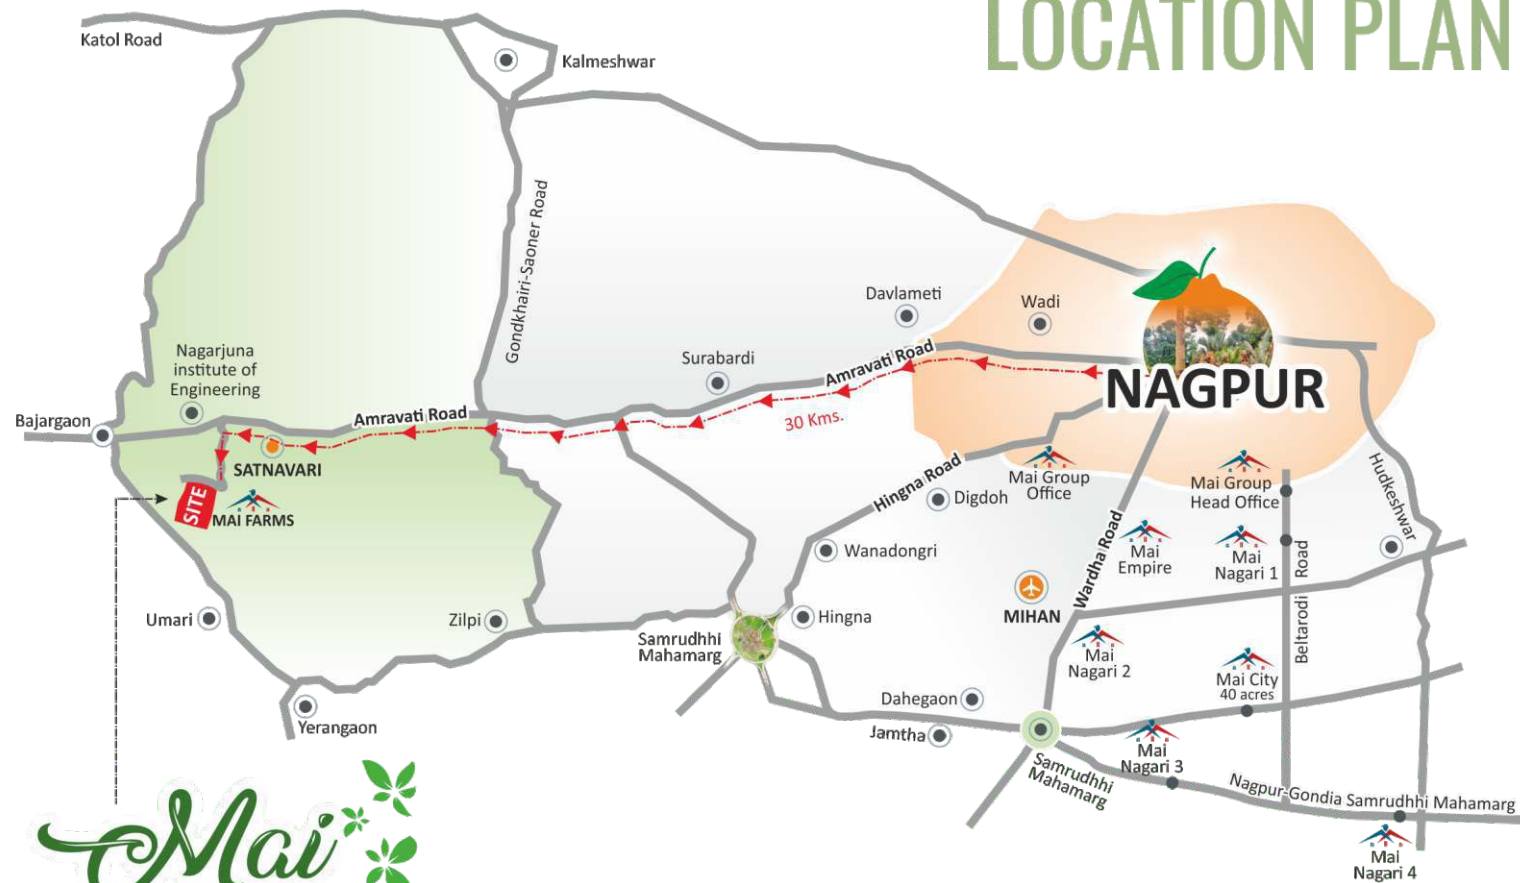 LOCATION PLAN
Katol Road
Kalmeshwar
Gondkhairi-Saoner Road
Davlameti
Wadi
Surabardi
Amravati Road
NAGPUR
30 Kms.
Nagarjuna
institute of
Engineering
Bajargaon
Amravati Road
SATNAVARI
SITE
MAI FARMS
Hingna Road
Digdoh
Mai Group
Office
Mai Group
Head Office
Hudkeshwar
Wanadongri
Wardha Road
Mai
Empire
Mai
Nagari 1
Beltarodi Road
MIHAN
Umari
Zilpi
Samrudhhi
Mahamarg
Hingna
Mai
Nagari 2
Mai City
40 acres
Dahegaon
Jamtha
Yerangaon
Samrudhhi
Mahamarg
Mai
Nagari 3
Nagpur-Gondia Samrudhhi Mahamarg
Mai
Nagari 4
Mai